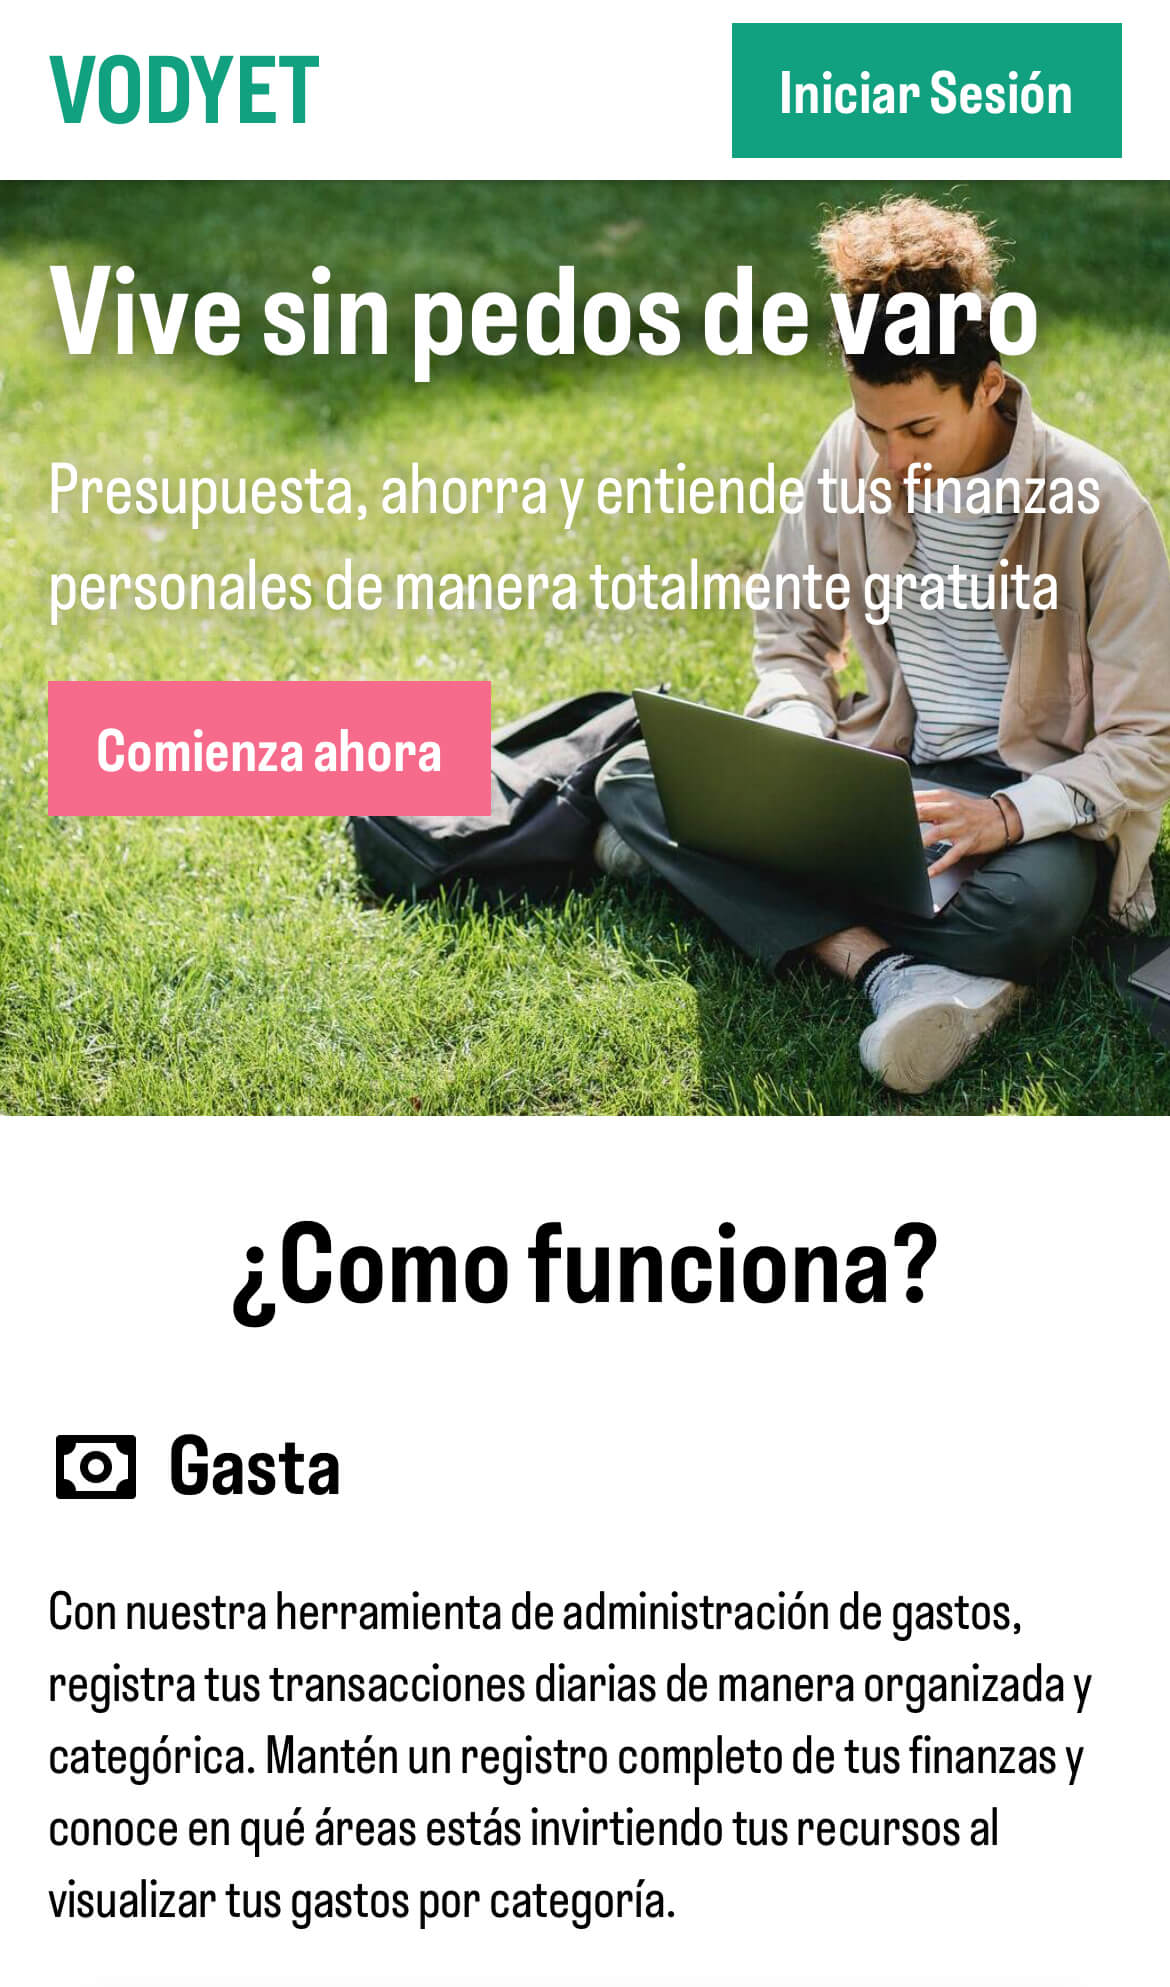 VODYET
Iniciar Sesión
Vive sin pedos de varo
Presupuesta, ahorra y entiende tus finanzas
personales de manera totalmente gratuita
Comienza ahora
¿Como funciona?
Gasta
Con nuestra herramienta de administración de gastos,
registra tus transacciones diarias de manera organizada y
categórica. Mantén un registro completo de tus finanzas y
conoce en qué áreas estás invirtiendo tus recursos al
visualizar tus gastos por categoría.